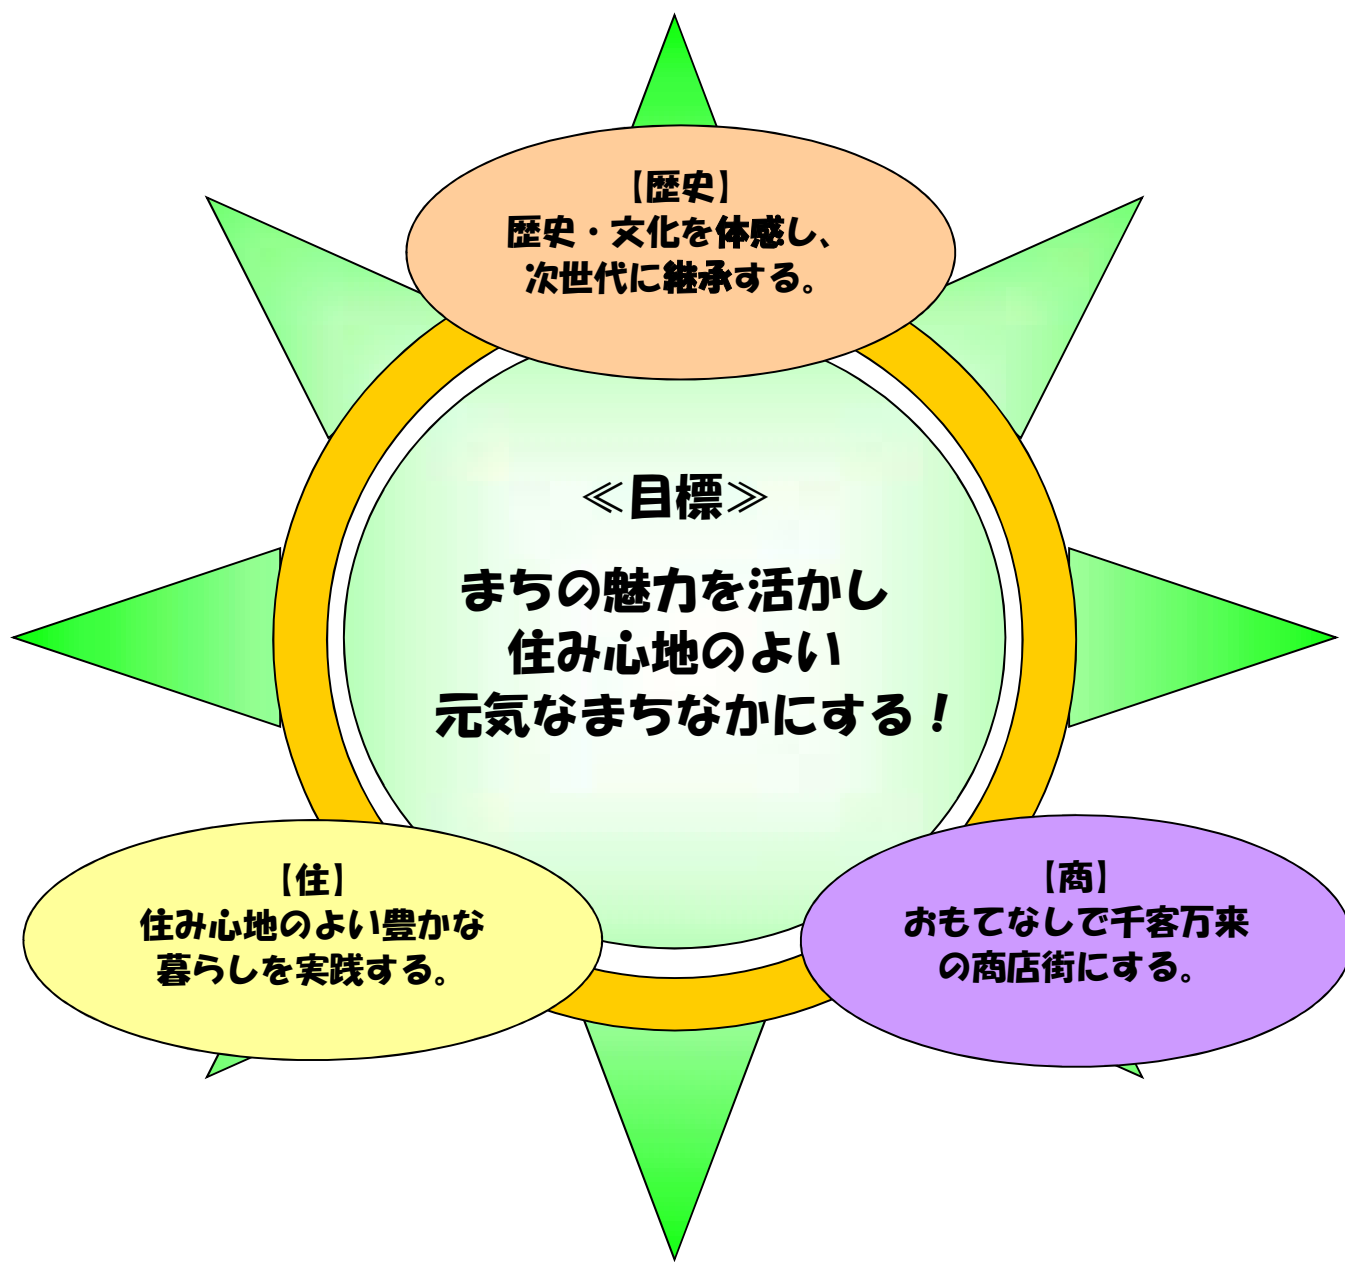 【歴史】
歴史・文化を体感し、
次世代に継承する。
≪目標≫
まちの魅力を活かし
住み心地のよい
元気なまちなかにする！
【住】
住み心地のよい豊かな
暮らしを実践する。
【商】
おもてなしで千客万来
の商店街にする。